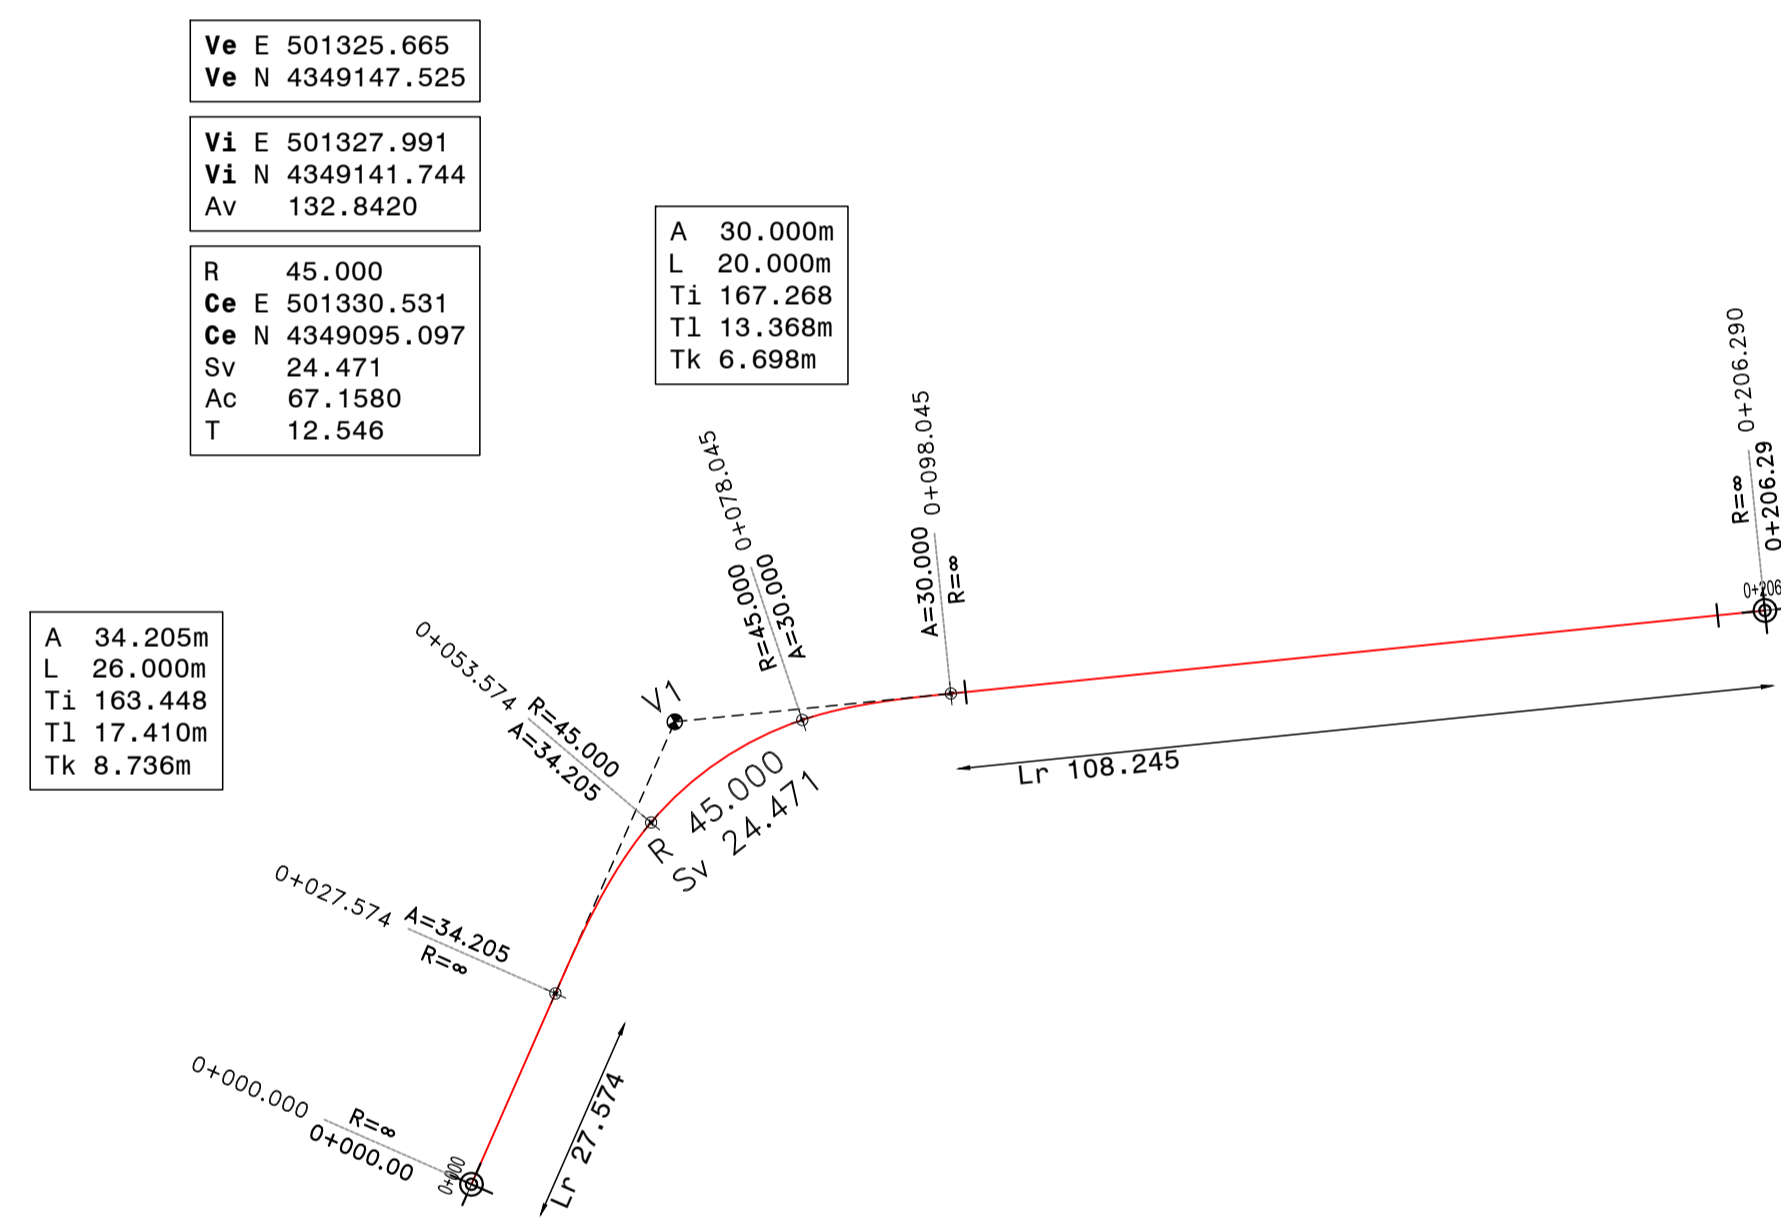 Ve E 501325.665
Ve N 4349147.525
Vi E 501327.991
Vi N 4349141.744
Av 132.8420
R 45.000
Ce E 501330.531
Ce N 4349095.097
Sv 24.471
Ac 67.1580
T 12.546
A 30.000m
L 20.000m
Ti 167.268
Tl 13.368m
Tk 6.698m
0+206.290
R=∞
0+206.29
0+206
0+098.045
A=30.000
R=∞
0+078.045
R=45.000
A=30.000
A 34.205m
L 26.000m
Ti 163.448
Tl 17.410m
Tk 8.736m
0+053.574
R=45.000
A=34.205
V1
R 45.000
Sv 24.471
Lr 108.245
0+027.574
A=34.205
R=∞
0+000.000
R=∞
0+000.00
0+000
Lr 27.574